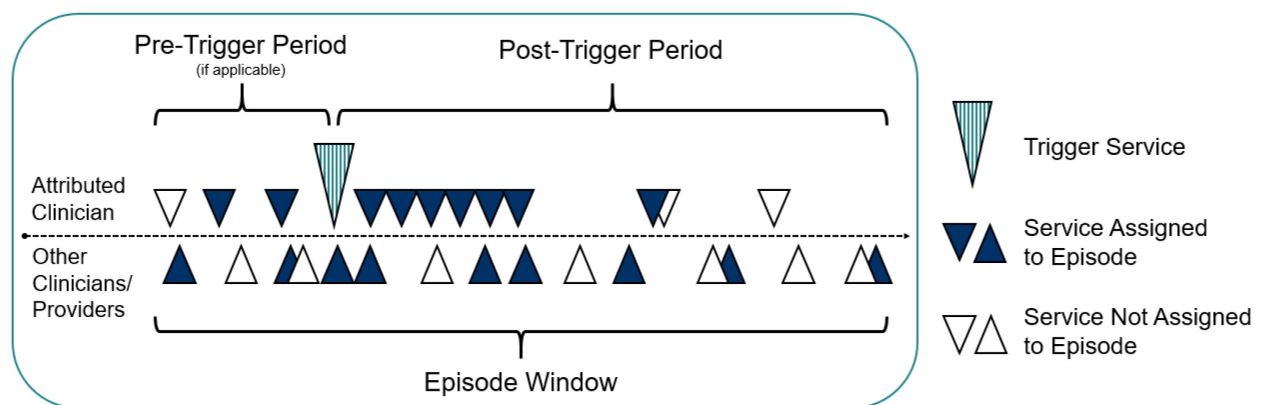 Pre-Trigger Period
(if applicable)
Post-Trigger Period
Attributed
Clinician
Other
Clinicians/
Providers
Episode Window
Trigger Service
Service Assigned
to Episode
Service Not Assigned
to Episode